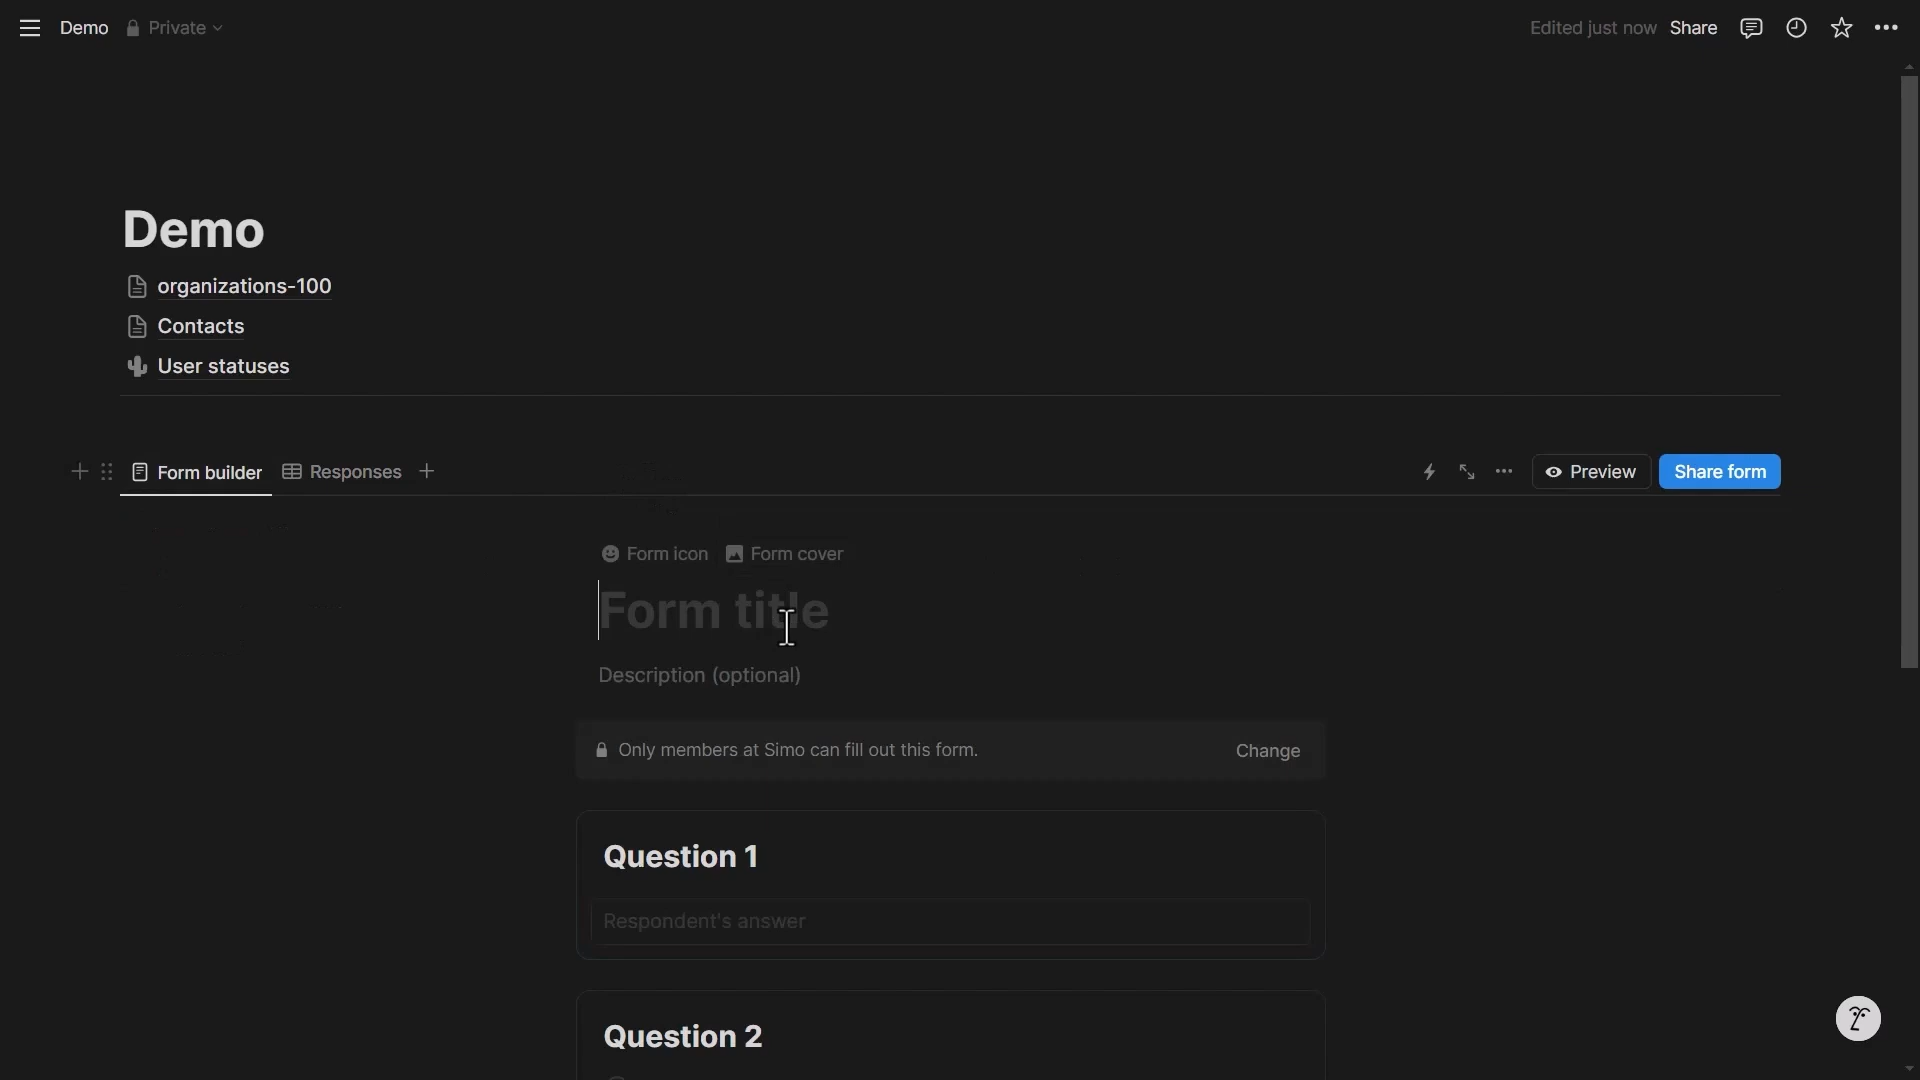 Demo Private
Edited just now Share
Demo
organizations-100
Contacts
User statuses
Form builder Responses
Preview Share form
Form icon Form cover
Form title
Description (optional)
Only members at Simo can fill out this form. Change
Question 1
Respondent's answer
Question 2